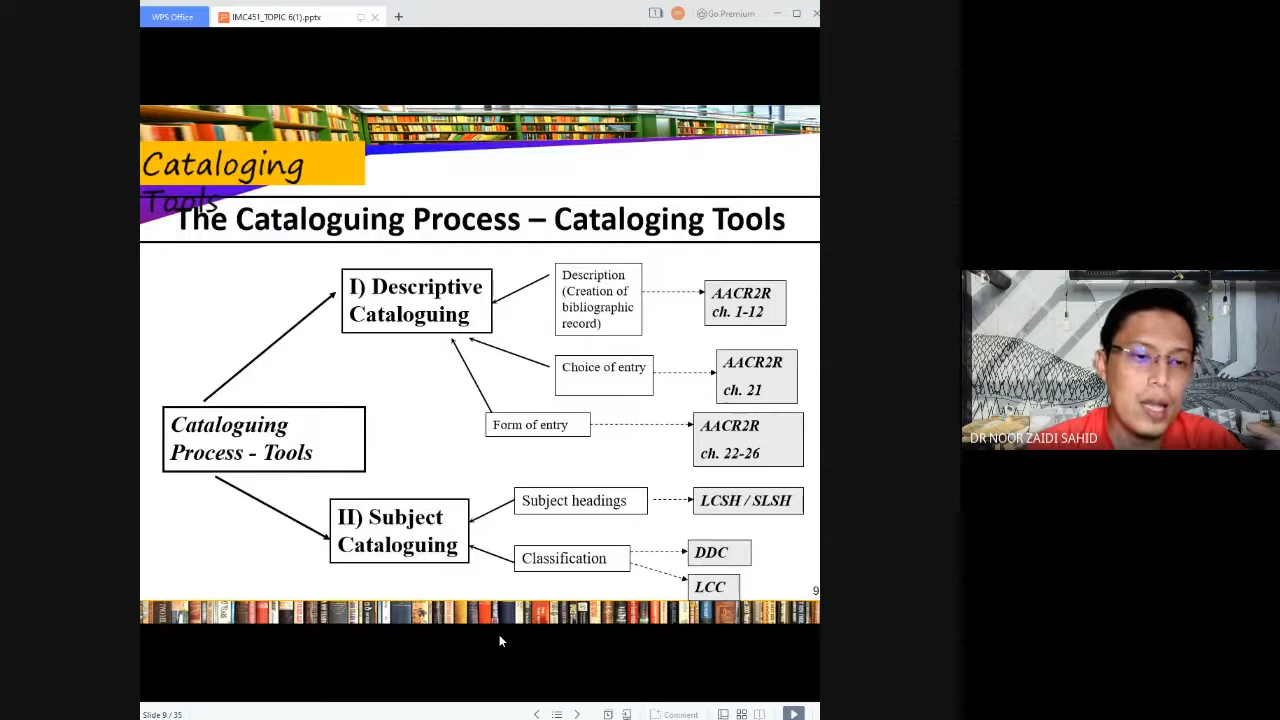 WPS Office
IMC451_TOPIC 6(1).pptx
Go Premium
Cataloging
Tools
The Cataloguing Process – Cataloging Tools
I) Descriptive
Cataloguing
Description
(Creation of
bibliographic
record)
AACR2R
ch. 1-12
Choice of entry
AACR2R
ch. 21
Cataloguing
Process - Tools
Form of entry
AACR2R
ch. 22-26
II) Subject
Cataloguing
Subject headings
LCSH / SLSH
Classification
DDC
LCC
9
DR NOOR ZAIDI SAHID
Slide 9 / 35
Comment